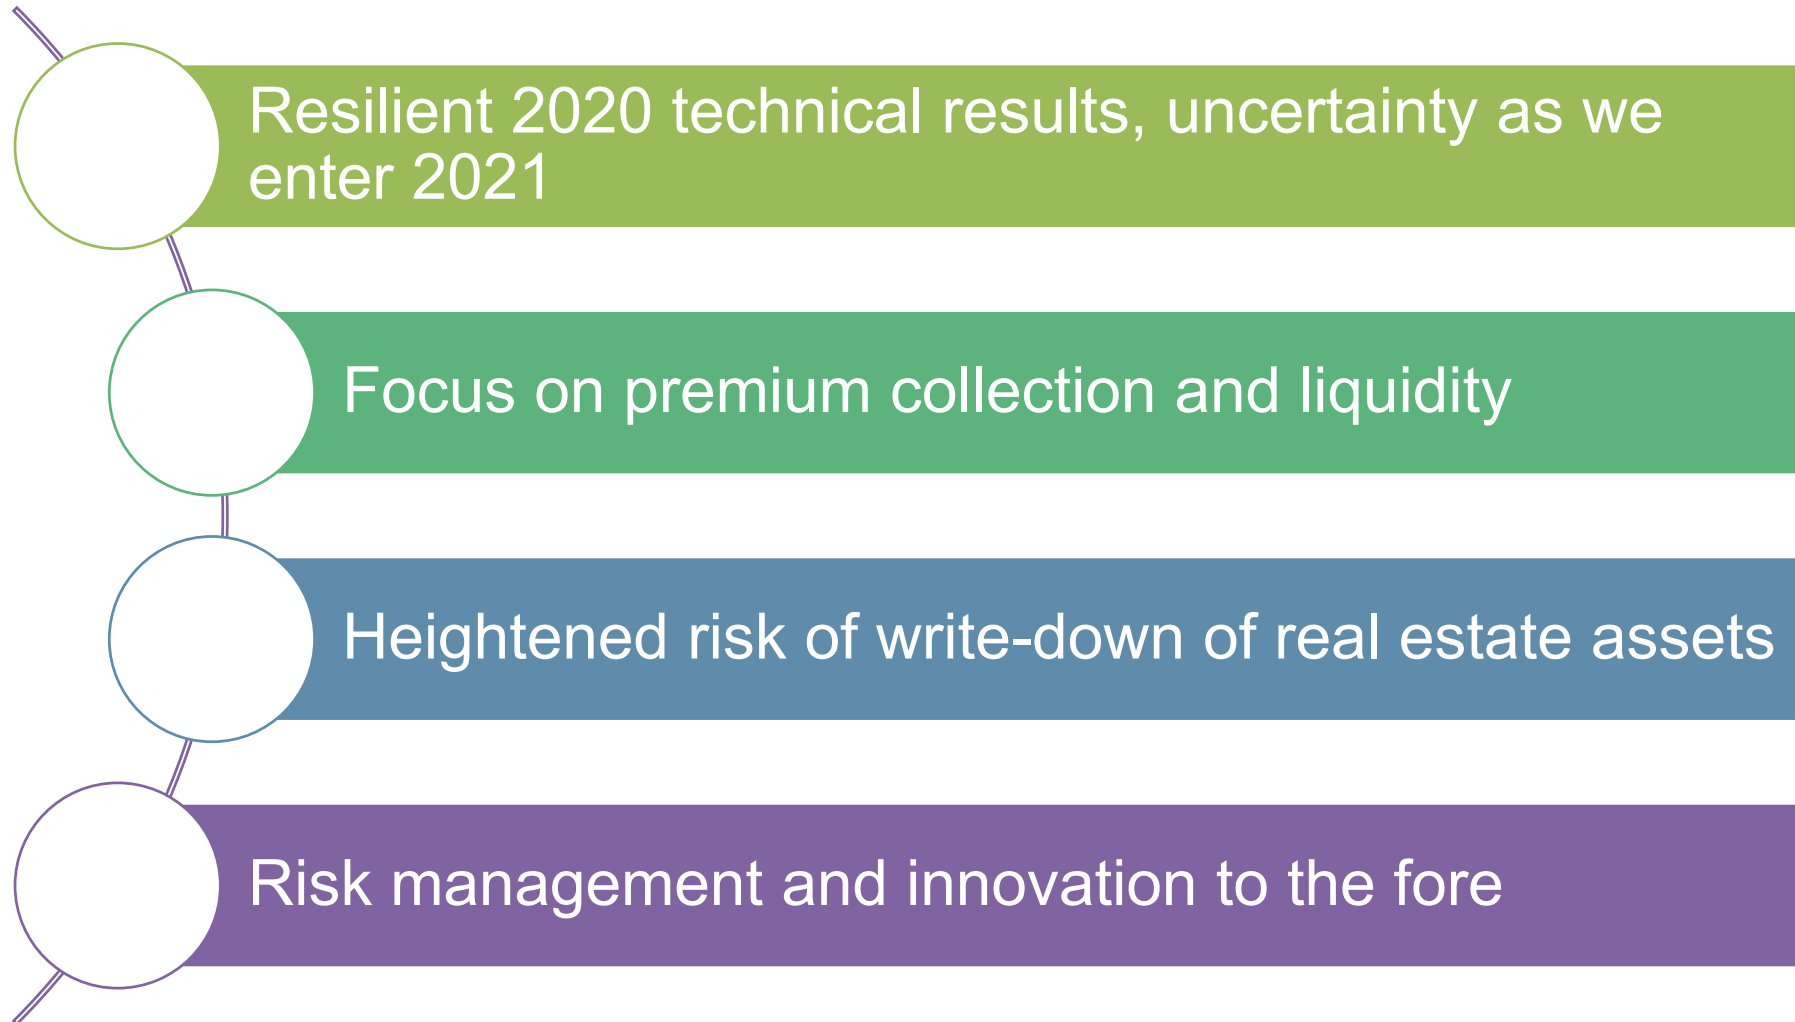 Resilient 2020 technical results, uncertainty as we
enter 2021
Focus on premium collection and liquidity
Heightened risk of write-down of real estate assets
Risk management and innovation to the fore